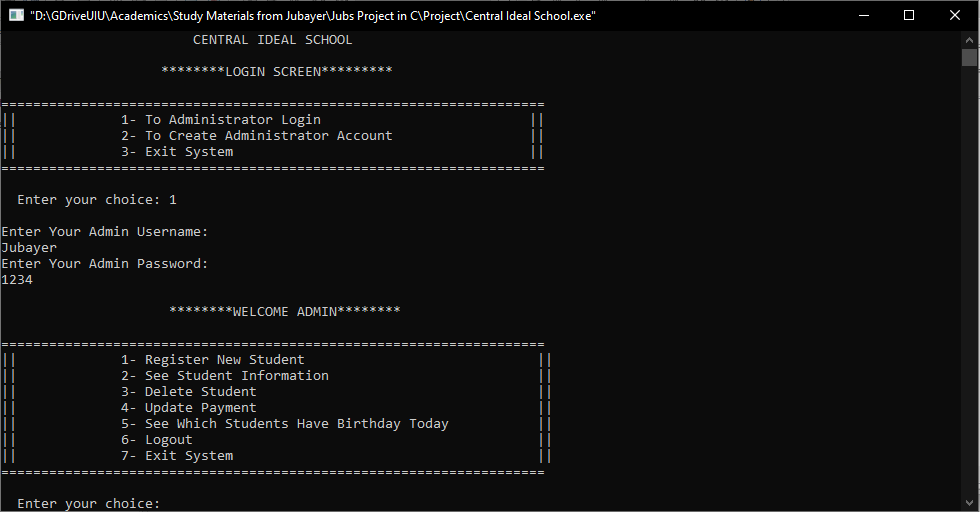 "D:\GDriveUIU\Academics\Study Materials from Jubayer\Jubs Project in C\Project\Central Ideal School.exe"
CENTRAL IDEAL SCHOOL
********LOGIN SCREEN*********
====================================================================
|| 1- To Administrator Login ||
|| 2- To Create Administrator Account ||
|| 3- Exit System ||
====================================================================
Enter your choice: 1
Enter Your Admin Username:
Jubayer
Enter Your Admin Password:
1234
********WELCOME ADMIN********
====================================================================
|| 1- Register New Student ||
|| 2- See Student Information ||
|| 3- Delete Student ||
|| 4- Update Payment ||
|| 5- See Which Students Have Birthday Today ||
|| 6- Logout ||
|| 7- Exit System ||
====================================================================
Enter your choice: